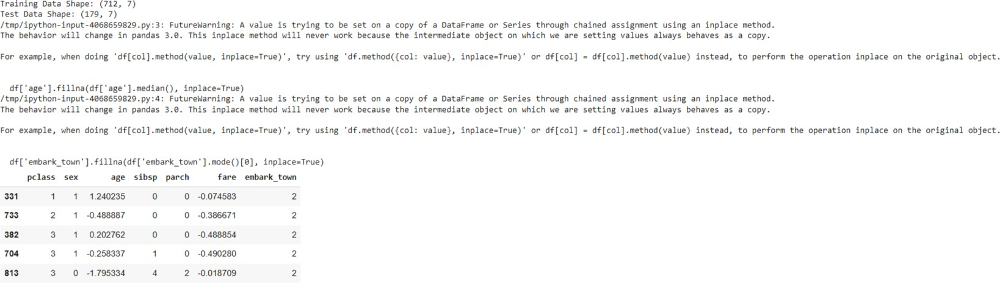 Training Data Shape: (712, 7)
Test Data Shape: (179, 7)
/tmp/ipython-input-4068659829.py:3: FutureWarning: A value is trying to be set on a copy of a DataFrame or Series through chained assignment using an inplace method.
The behavior will change in pandas 3.0. This inplace method will never work because the intermediate object on which we are setting values always behaves as a copy.
For example, when doing 'df[col].method(value, inplace=True)', try using 'df.method({col: value}, inplace=True)' or df[col] = df[col].method(value) instead, to perform the operation inplace on the original object.
df['age'].fillna(df['age'].median(), inplace=True)
/tmp/ipython-input-4068659829.py:4: FutureWarning: A value is trying to be set on a copy of a DataFrame or Series through chained assignment using an inplace method.
The behavior will change in pandas 3.0. This inplace method will never work because the intermediate object on which we are setting values always behaves as a copy.
For example, when doing 'df[col].method(value, inplace=True)', try using 'df.method({col: value}, inplace=True)' or df[col] = df[col].method(value) instead, to perform the operation inplace on the original object.
df['embark_town'].fillna(df['embark_town'].mode()[0], inplace=True)
pclass sex age sibsp parch fare embark_town
331 1 1 1.240235 0 0 -0.074583 2
733 2 1 -0.488887 0 0 -0.386671 2
382 3 1 0.202762 0 0 -0.488854 2
704 3 1 -0.258337 1 0 -0.490280 2
813 3 0 -1.795334 4 2 -0.018709 2